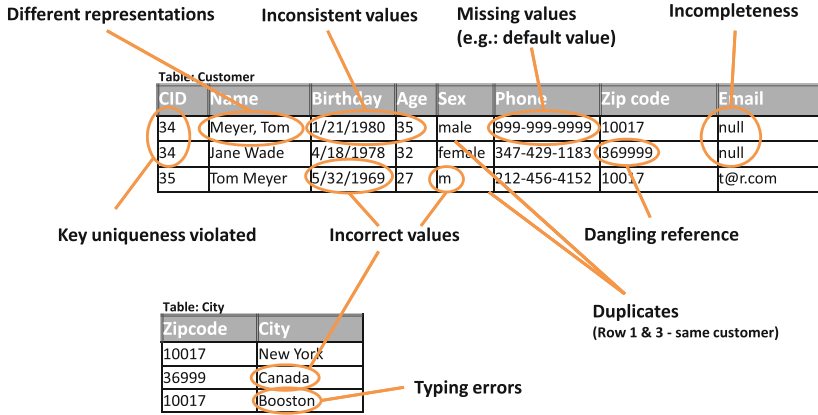 Different representations
Inconsistent values
Missing values
(e.g.: default value)
Incompleteness
Table: Customer
CID Name Birthday Age Sex Phone Zip code Email
34 Meyer, Tom 1/21/1980 35 male 999-999-9999 10017 null
34 Jane Wade 4/18/1978 32 female 347-429-1183 369999 null
35 Tom Meyer 5/32/1969 27 m 212-456-4152 10017 t@r.com
Key uniqueness violated
Incorrect values
Dangling reference
Table: City
Zipcode City
10017 New York
36999 Canada
10017 Booston
Duplicates
(Row 1 & 3 - same customer)
Typing errors